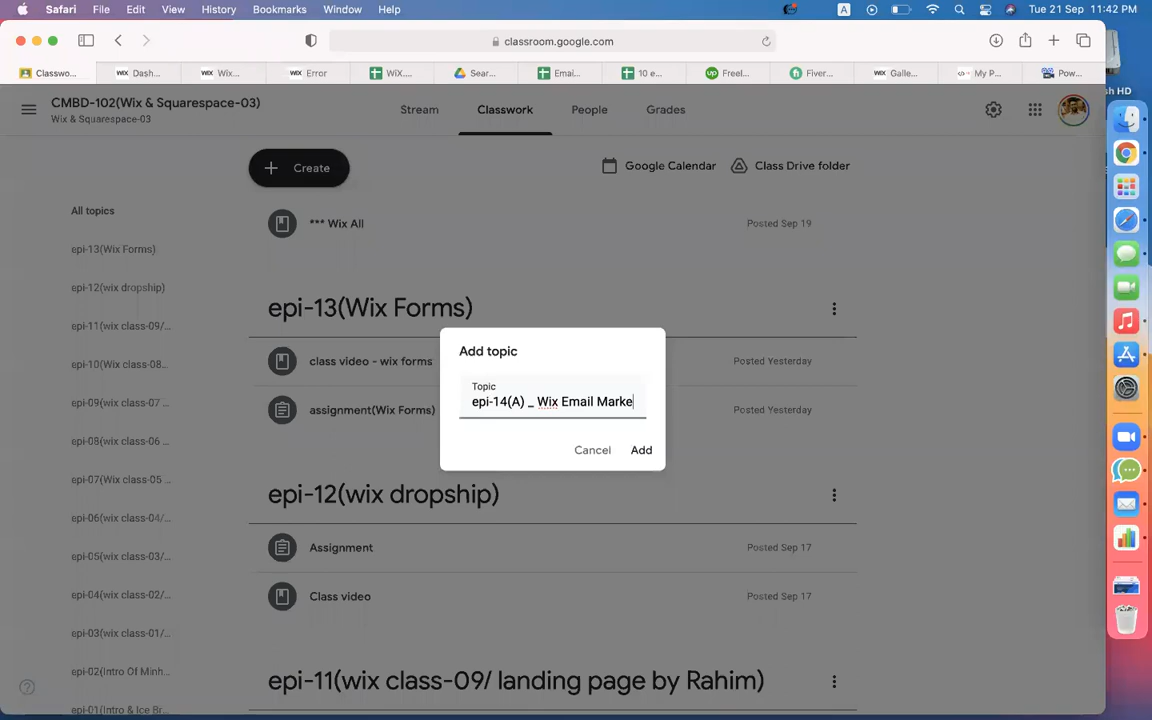 Safari File Edit View History Bookmarks Window Help
A
Tue 21 Sep 11:42 PM
classroom.google.com
Classwo...
WIX Dash...
WIX Wix...
WIX Error
WiX....
Sear...
Emai...
10 e...
up Freel...
Fiver...
WIX Galle...
My P...
Pow...
CMBD-102(Wix & Squarespace-03)
Wix & Squarespace-03
Stream
Classwork
People
Grades
Create
Google Calendar
Class Drive folder
All topics
epi-13(Wix Forms)
epi-12(wix dropship)
epi-11(wix class-09/...
epi-10(Wix class-08...
epi-09(wix class-07 ...
epi-08(wix class-06 ...
epi-07(Wix class-05 ...
epi-06(wix class-04/...
epi-05(wix class-03/...
epi-04(wix class-02/...
epi-03(wix class-01/...
epi-02(Intro Of Minh...
epi-01(Intro & Ice Br...
*** Wix All
Posted Sep 19
epi-13(Wix Forms)
class video - wix forms
Posted Yesterday
assignment(Wix Forms)
Posted Yesterday
Add topic
Topic
epi-14(A) _ Wix Email Marke
Cancel
Add
epi-12(wix dropship)
Assignment
Posted Sep 17
Class video
Posted Sep 17
epi-11(wix class-09/ landing page by Rahim)
sh HD